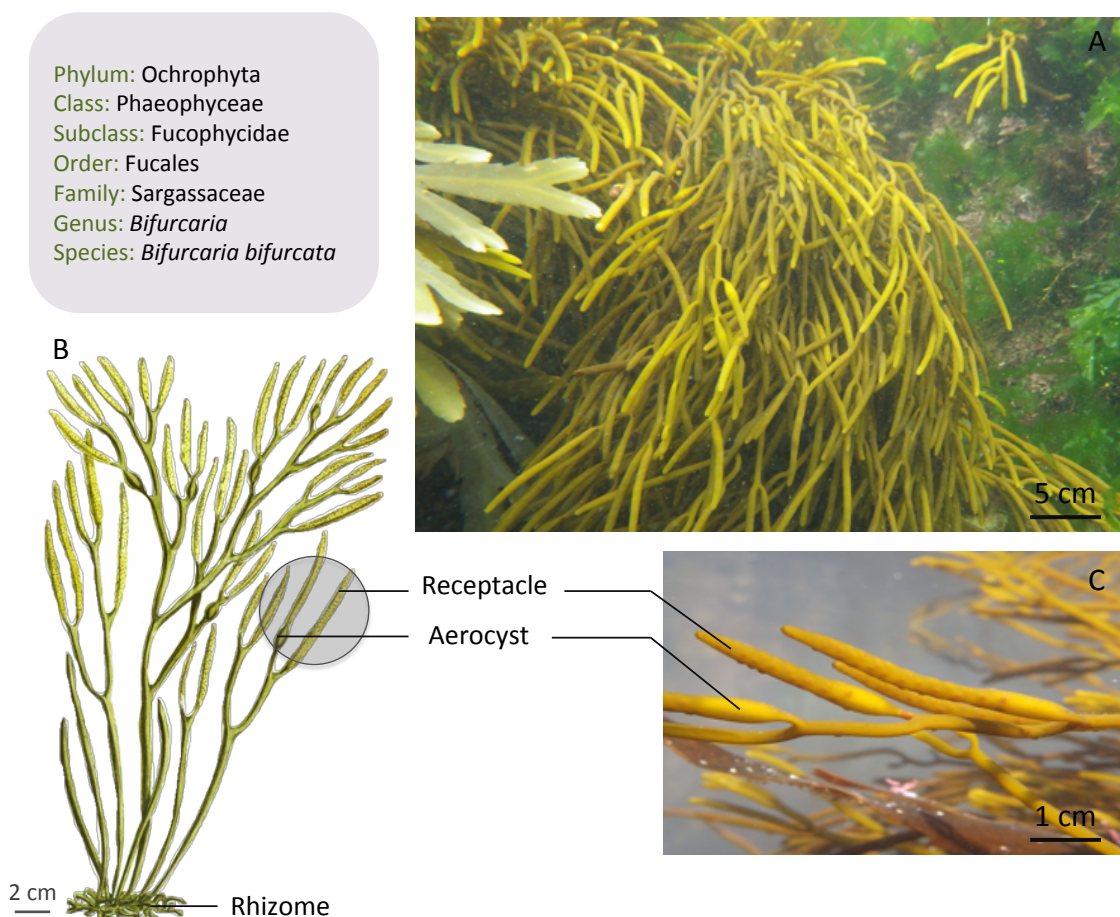 Phylum: Ochrophyta
Class: Phaeophyceae
Subclass: Fucophycidae
Order: Fucales
Family: Sargassaceae
Genus: Bifurcaria
Species: Bifurcaria bifurcata
A
5 cm
B
Receptacle
Aerocyst
C
1 cm
2 cm
Rhizome